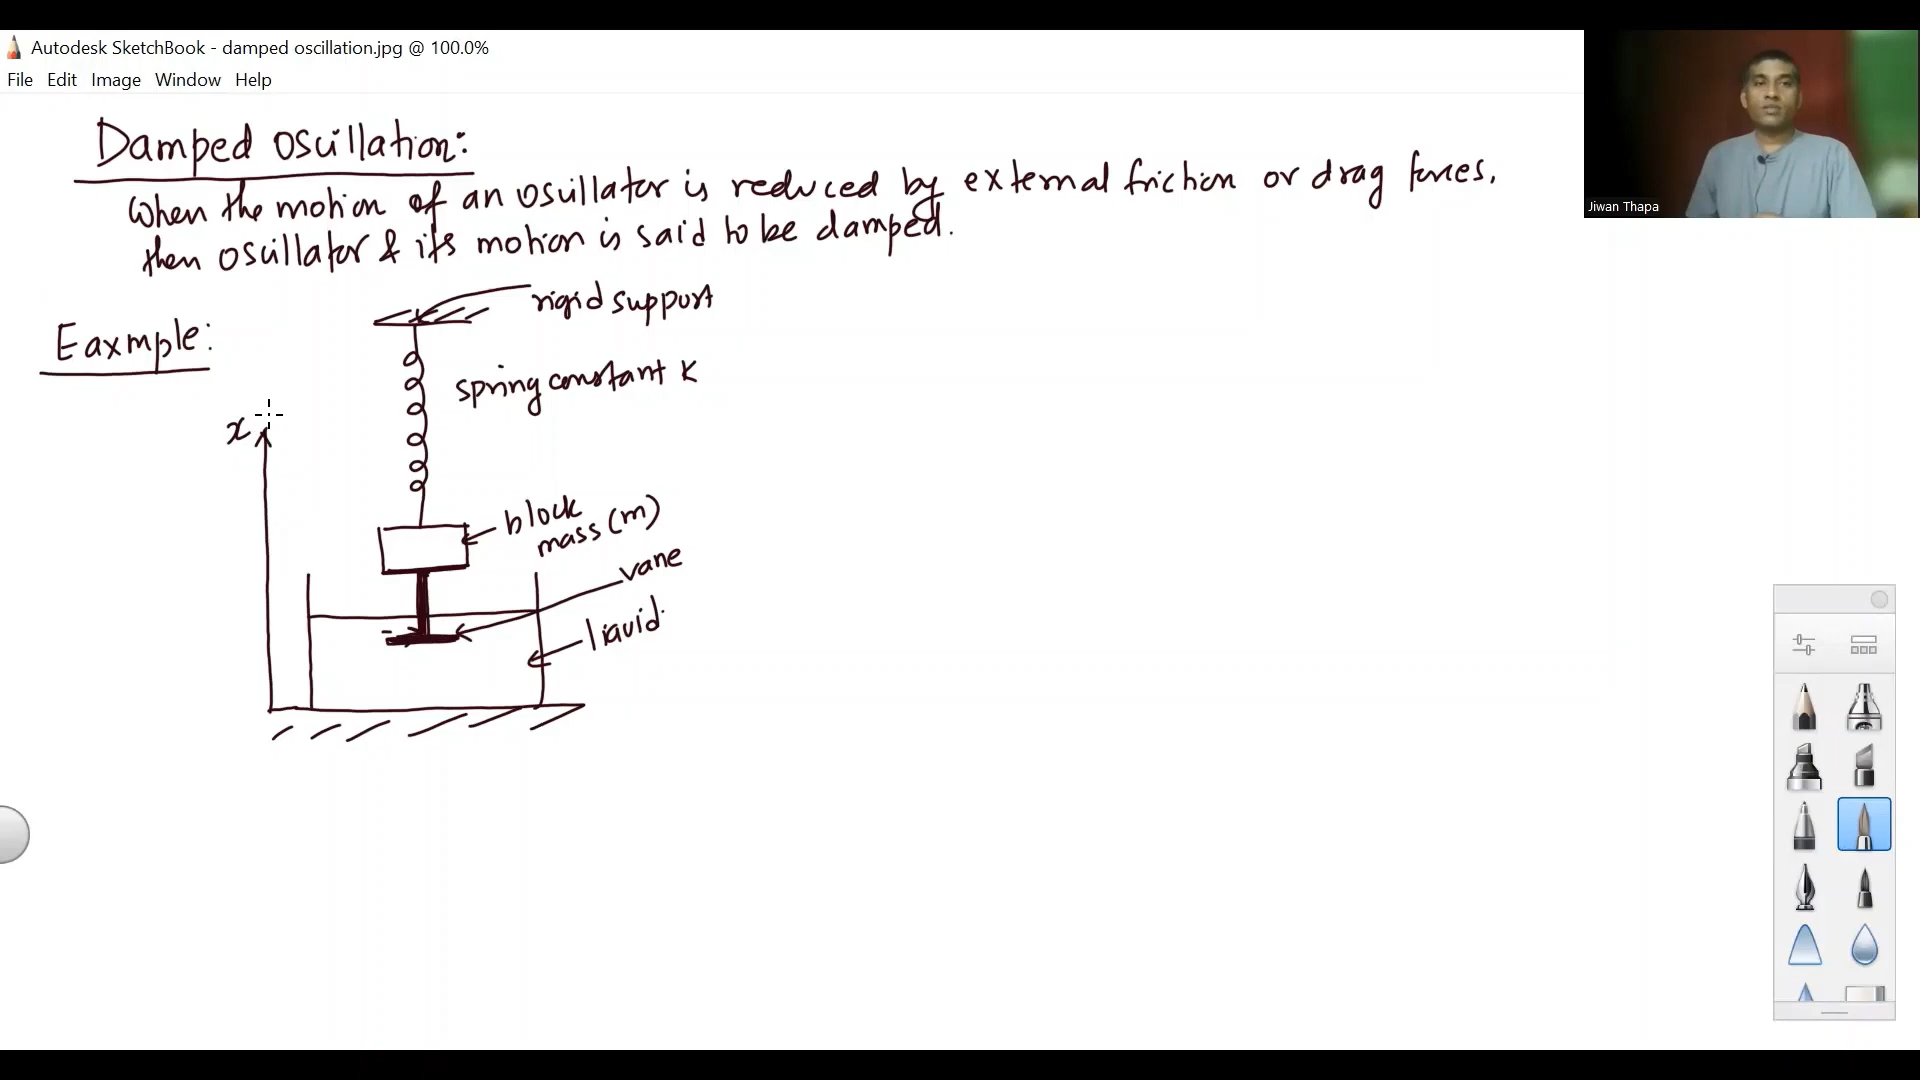 Autodesk SketchBook - damped oscillation.jpg @ 100.0%
File Edit Image Window Help
Jiwan Thapa
Damped oscillation:
When the motion of an oscillator is reduced by external friction or drag forces,
then oscillator & its motion is said to be damped.
rigid support
Eaxmple:
spring constant K
x
block
mass (m)
vane
liquid